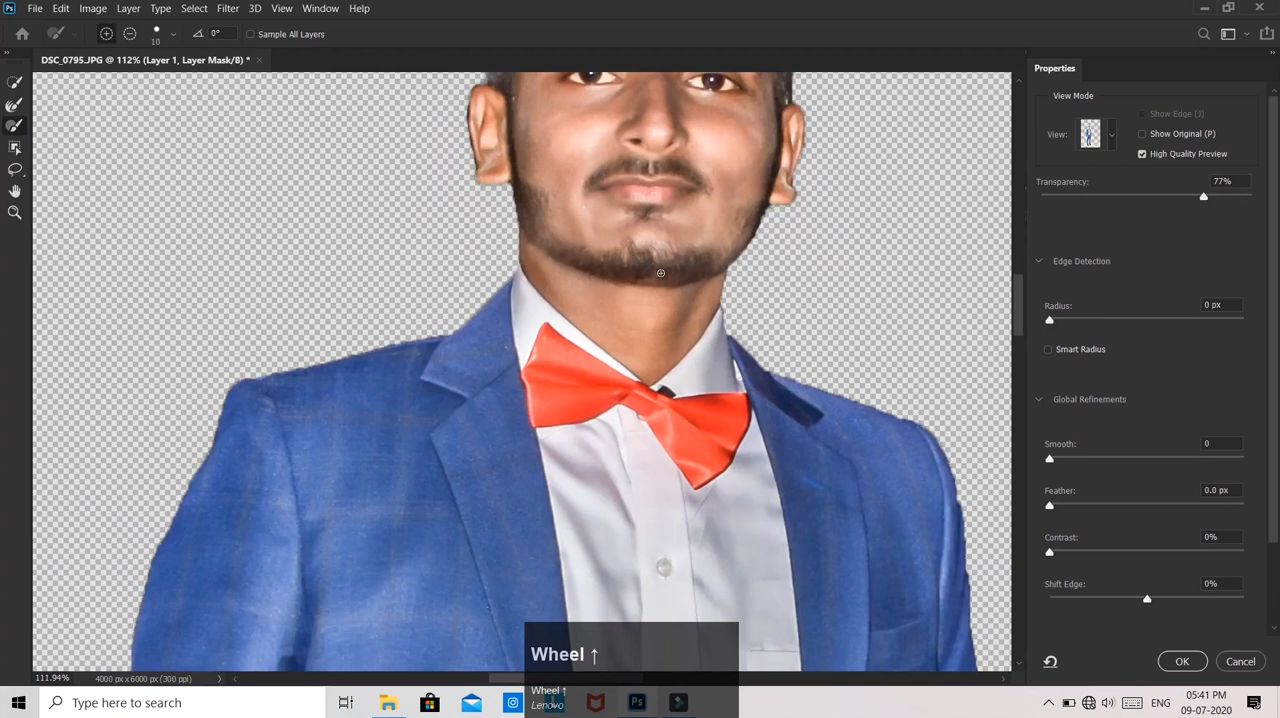 Ps File Edit Image Layer Type Select Filter 3D View Window Help
10 0° Sample All Layers
DSC_0795.JPG @ 112% (Layer 1, Layer Mask/8) * ×
Properties
View Mode
Show Edge (J)
View: Show Original (P)
High Quality Preview
Transparency: 77%
Edge Detection
Radius: 0 px
Smart Radius
Global Refinements
Smooth: 0
Feather: 0.0 px
Contrast: 0%
Shift Edge: 0%
OK Cancel
Wheel ↑
Wheel ↑
Lenovo
111.94% 4000 px x 6000 px (300 ppi)
Type here to search
Ps
ENG
05:41 PM
09-07-2020